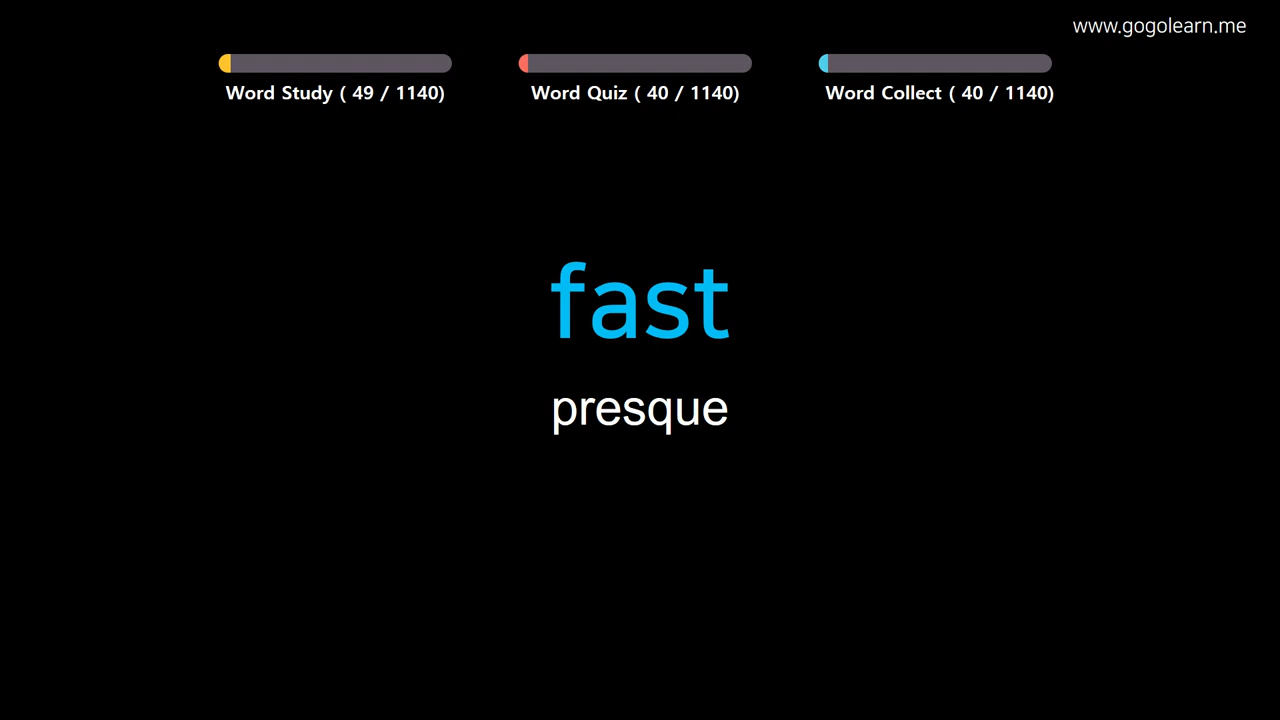 www.gogolearn.me
Word Study ( 49 / 1140)
Word Quiz ( 40 / 1140)
Word Collect ( 40 / 1140)
fast
presque